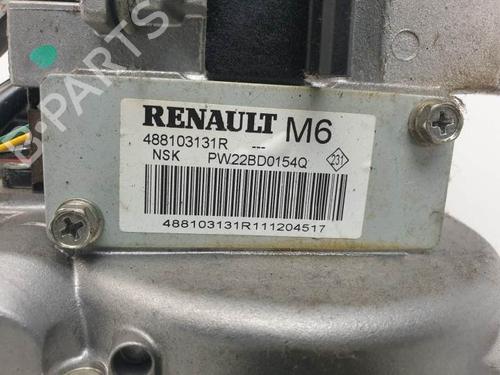 RENAULT M6
488103131R ---
NSK PW22BD0154Q 231
488103131R111204517
B-PARTS